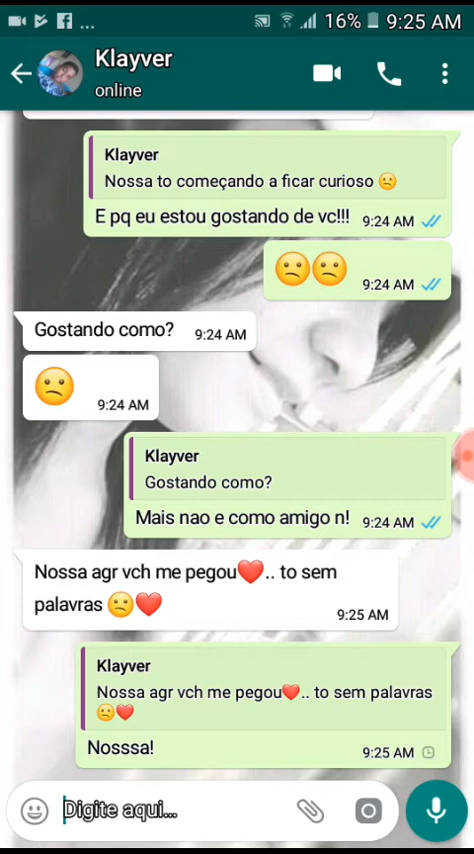 ... 16% 9:25 AM
Klayver
online
Klayver
Nossa to começando a ficar curioso 😕
E pq eu estou gostando de vc!!! 9:24 AM
😕😕 9:24 AM
Gostando como? 9:24 AM
😕 9:24 AM
Klayver
Gostando como?
Mais nao e como amigo n! 9:24 AM
Nossa agr vch me pegou❤️.. to sem
palavras 😕❤️ 9:25 AM
Klayver
Nossa agr vch me pegou❤️.. to sem palavras
😕❤️
Nosssa! 9:25 AM
Digite aqui...